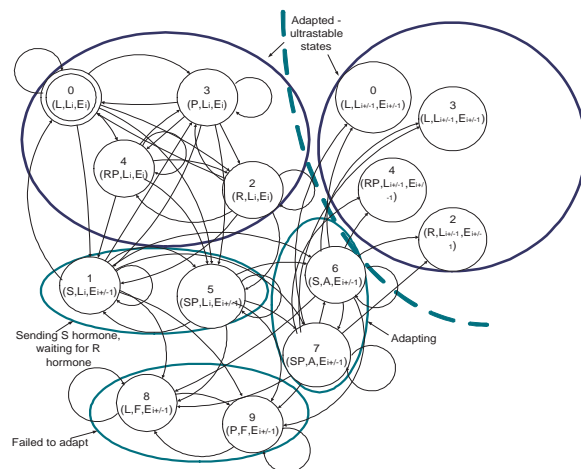 Adapted -
ultrastable
states
0
(L,Li,Ei)
3
(P,Li,Ei)
4
(RP,Li,Ei)
2
(R,Li,Ei)
0
(L,Li+/-1,Ei+/-1)
3
(L,Li+/-1,Ei+/-1)
4
(RP,Li+/-1,Ei+
/-1)
2
(R,Li+/-1,Ei+/-
1)
1
(S,Li,Ei+/-1)
5
(SP,Li,Ei+/-1)
6
(S,A,Ei+/-1)
7
(SP,A,Ei+/-1)
Sending S hormone,
waiting for R
hormone
Adapting
8
(L,F,Ei+/-1)
9
(P,F,Ei+/-1)
Failed to adapt